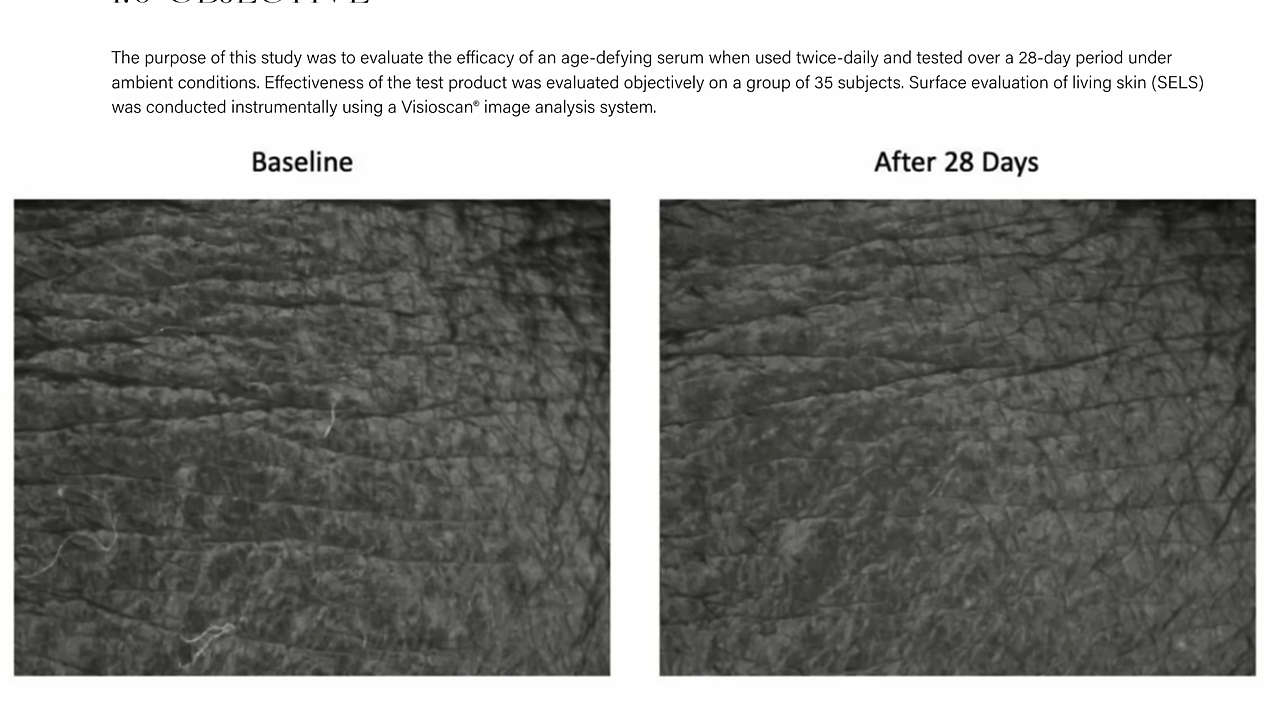 1.0 OBJECTIVE
The purpose of this study was to evaluate the efficacy of an age-defying serum when used twice-daily and tested over a 28-day period under
ambient conditions. Effectiveness of the test product was evaluated objectively on a group of 35 subjects. Surface evaluation of living skin (SELS)
was conducted instrumentally using a Visioscan® image analysis system.
Baseline
After 28 Days